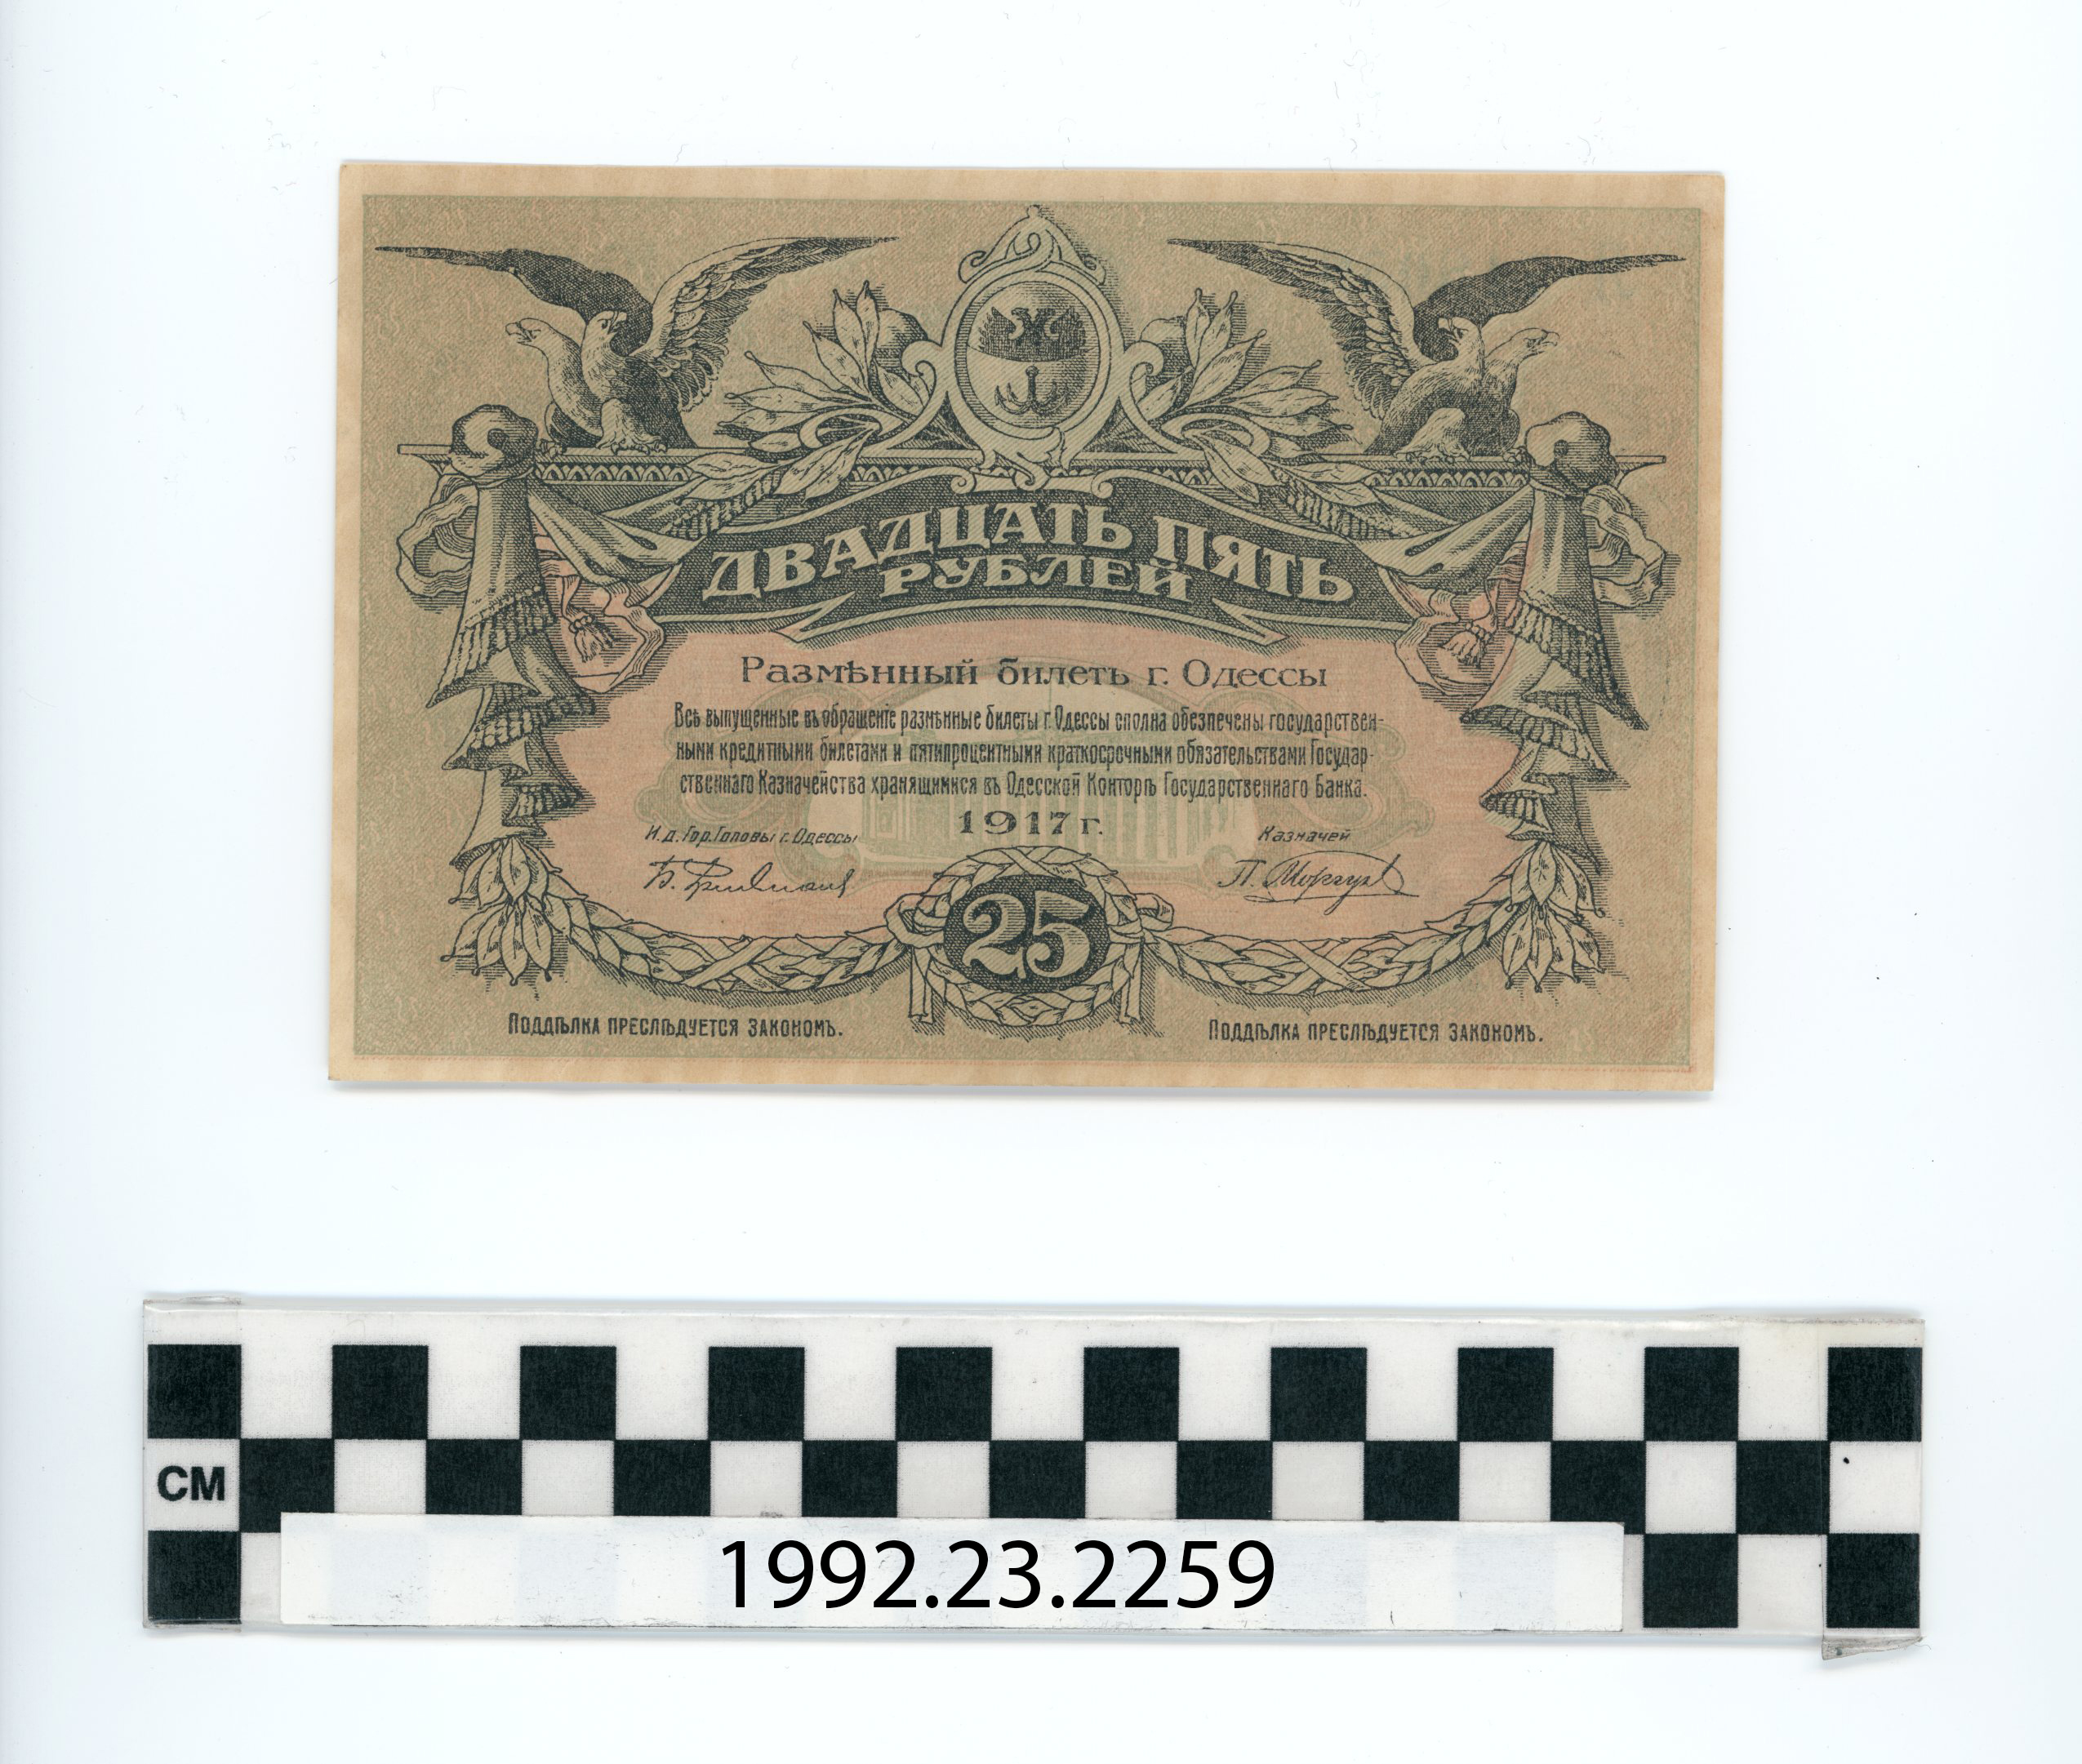 ДВАДЦАТЬ ПЯТЬ
РУБЛЕЙ
Размѣнный билетъ г. Одессы
Всѣ выпущенные въ обращеніе размѣнные билеты г. Одессы сполна обезпечены государствен-
ными кредитными билетами и пятипроцентными краткосрочными обязательствами Государ-
ственнаго Казначейства хранящимися въ Одесской Конторѣ Государственнаго Банка.
1917 г.
И. д. Гор. Головы г. Одессы
Казначей
25
ПОДДѢЛКА ПРЕСЛѢДУЕТСЯ ЗАКОНОМЪ.
ПОДДѢЛКА ПРЕСЛѢДУЕТСЯ ЗАКОНОМЪ.
CM
1992.23.2259